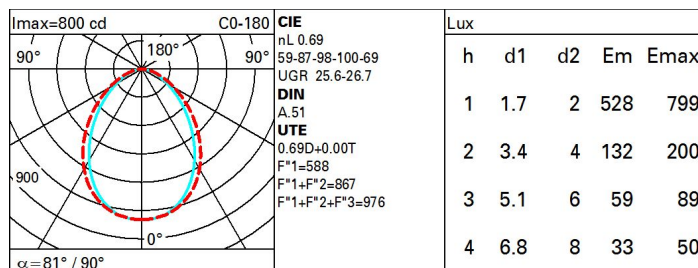 Imax=800 cd C0-180
90° 180° 90°
900
0°
α=81° / 90°
CIE
nL 0.69
59-87-98-100-69
UGR 25.6-26.7
DIN
A.51
UTE
0.69D+0.00T
F"1=588
F"1+F"2=867
F"1+F"2+F"3=976
Lux
h d1 d2 Em Emax
1 1.7 2 528 799
2 3.4 4 132 200
3 5.1 6 59 89
4 6.8 8 33 50